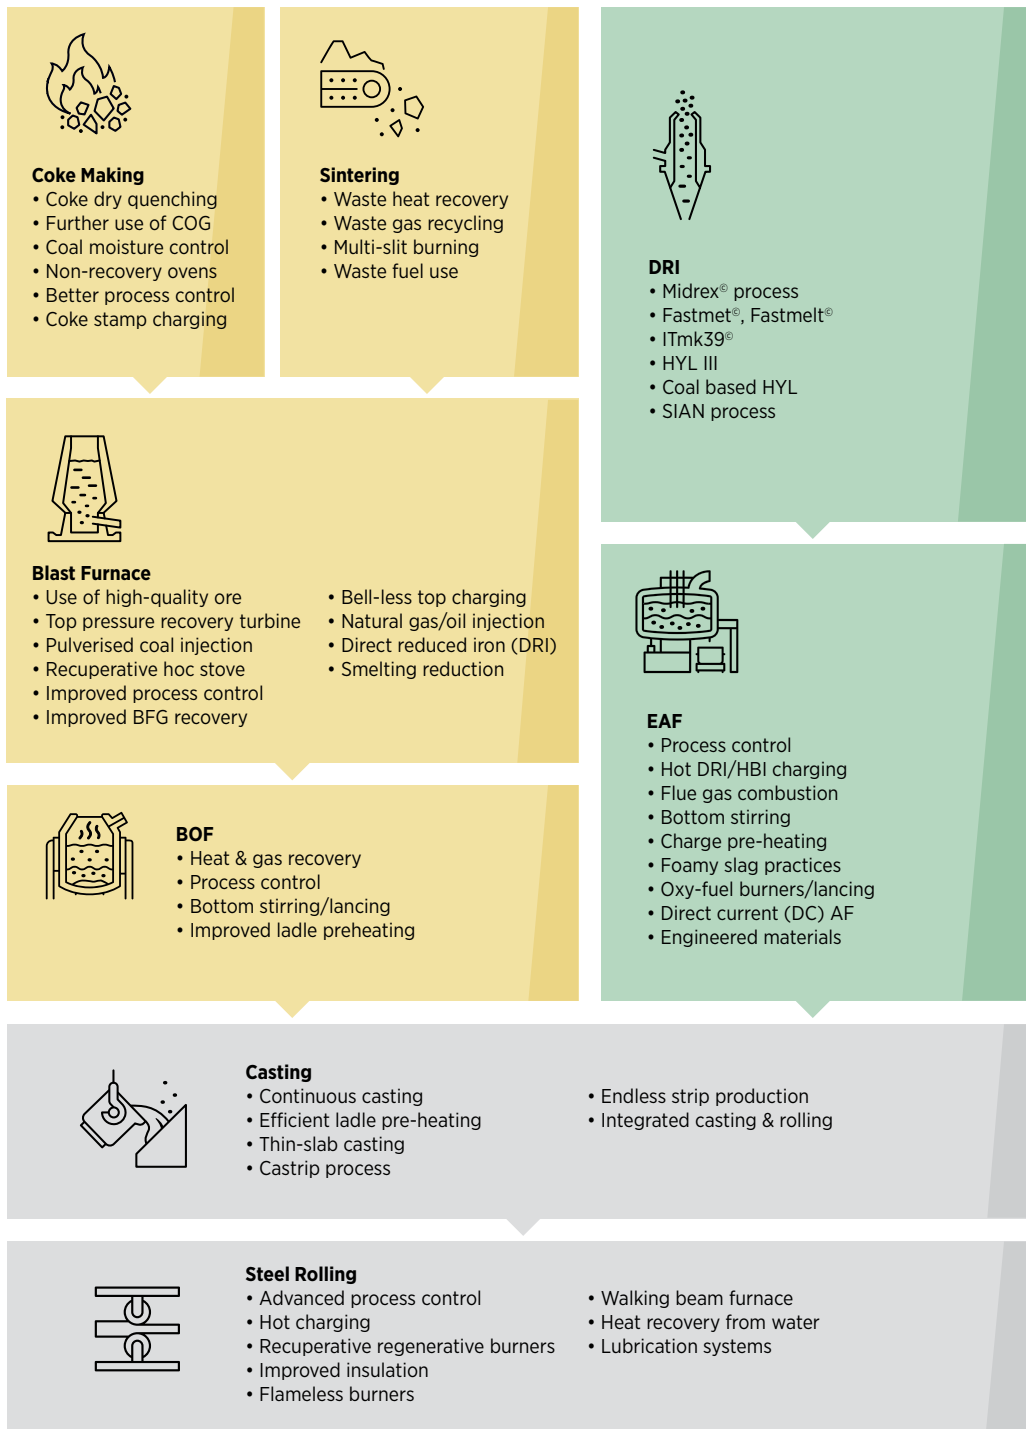 Coke Making
• Coke dry quenching
• Further use of COG
• Coal moisture control
• Non-recovery ovens
• Better process control
• Coke stamp charging
Sintering
• Waste heat recovery
• Waste gas recycling
• Multi-slit burning
• Waste fuel use
DRI
• Midrex© process
• Fastmet©, Fastmelt©
• ITmk39©
• HYL III
• Coal based HYL
• SIAN process
Blast Furnace
• Use of high-quality ore
• Top pressure recovery turbine
• Pulverised coal injection
• Recuperative hoc stove
• Improved process control
• Improved BFG recovery
• Bell-less top charging
• Natural gas/oil injection
• Direct reduced iron (DRI)
• Smelting reduction
EAF
• Process control
• Hot DRI/HBI charging
• Flue gas combustion
• Bottom stirring
• Charge pre-heating
• Foamy slag practices
• Oxy-fuel burners/lancing
• Direct current (DC) AF
• Engineered materials
BOF
• Heat & gas recovery
• Process control
• Bottom stirring/lancing
• Improved ladle preheating
Casting
• Continuous casting
• Efficient ladle pre-heating
• Thin-slab casting
• Castrip process
• Endless strip production
• Integrated casting & rolling
Steel Rolling
• Advanced process control
• Hot charging
• Recuperative regenerative burners
• Improved insulation
• Flameless burners
• Walking beam furnace
• Heat recovery from water
• Lubrication systems